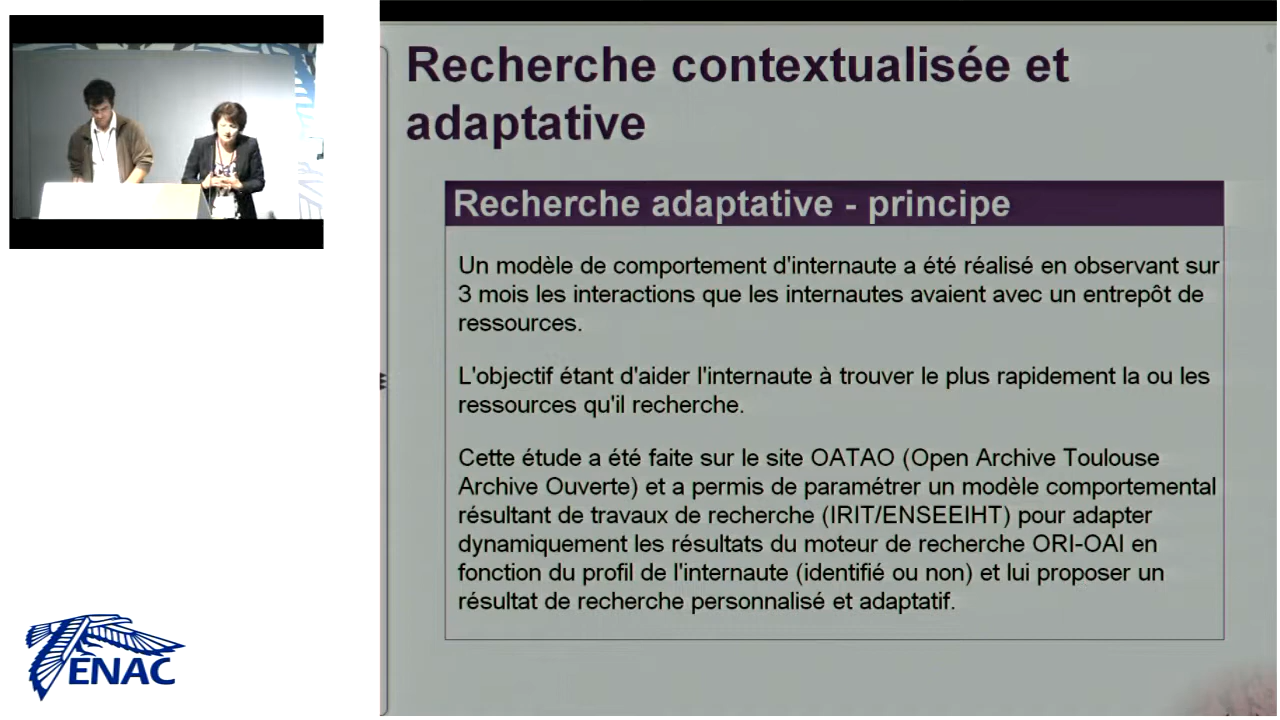 Recherche contextualisée et
adaptative
Recherche adaptative - principe
Un modèle de comportement d'internaute a été réalisé en observant sur
3 mois les interactions que les internautes avaient avec un entrepôt de
ressources.
L'objectif étant d'aider l'internaute à trouver le plus rapidement la ou les
ressources qu'il recherche.
Cette étude a été faite sur le site OATAO (Open Archive Toulouse
Archive Ouverte) et a permis de paramétrer un modèle comportemental
résultant de travaux de recherche (IRIT/ENSEEIHT) pour adapter
dynamiquement les résultats du moteur de recherche ORI-OAI en
fonction du profil de l'internaute (identifié ou non) et lui proposer un
résultat de recherche personnalisé et adaptatif.
ENAC